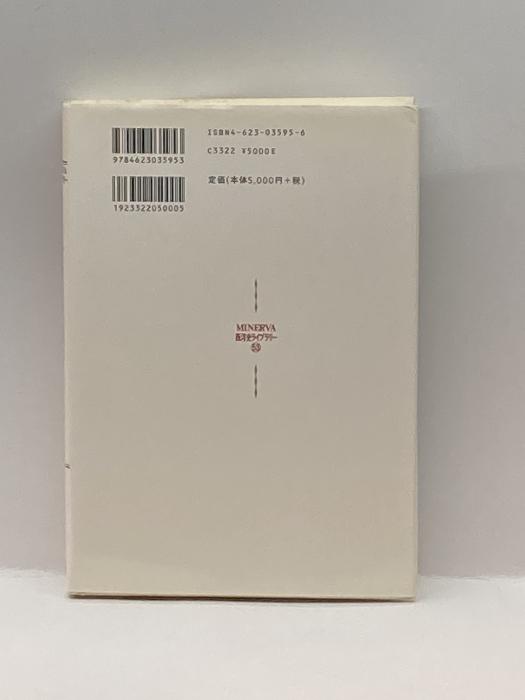 ISBN4-623-03595-6
C3322 ¥5000E
定価(本体5,000円+税)
9784623035953
1923322050005
MINERVA
西洋史ライブラリー
53